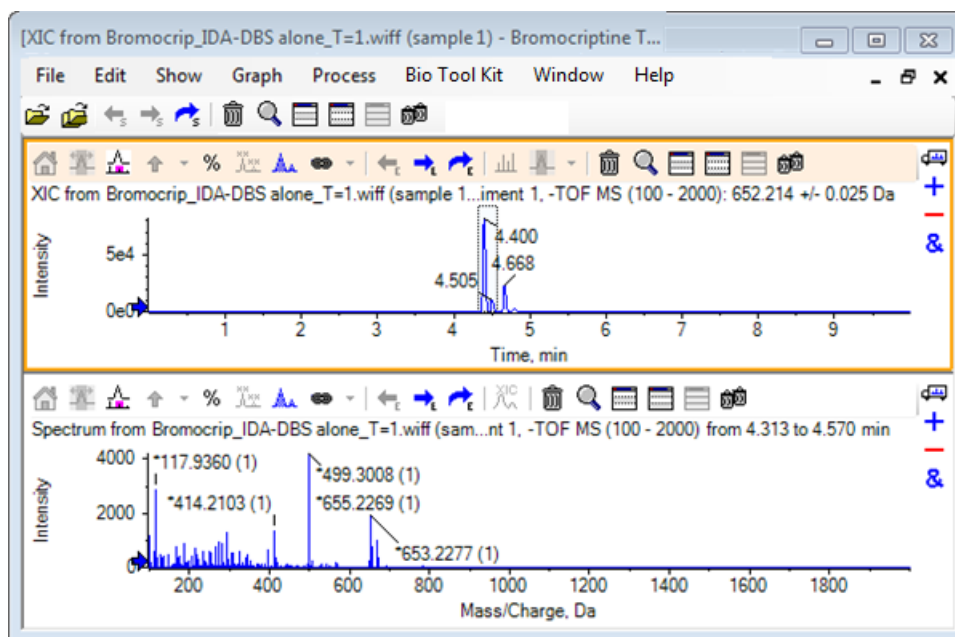 [XIC from Bromocrip_IDA-DBS alone_T=1.wiff (sample 1) - Bromocriptine T...
File Edit Show Graph Process Bio Tool Kit Window Help
S S S
% xx E E
XIC from Bromocrip_IDA-DBS alone_T=1.wiff (sample 1...iment 1, -TOF MS (100 - 2000): 652.214 +/- 0.025 Da
Intensity
5e4
0e0
4.400
4.505
4.668
1 2 3 4 5 6 7 8 9
Time, min
&
% xx E E XIC
Spectrum from Bromocrip_IDA-DBS alone_T=1.wiff (sam...nt 1, -TOF MS (100 - 2000) from 4.313 to 4.570 min
Intensity
4000
2000
0
*117.9360 (1)
*499.3008 (1)
*414.2103 (1)
*655.2269 (1)
*653.2277 (1)
200 400 600 800 1000 1200 1400 1600 1800
Mass/Charge, Da
&